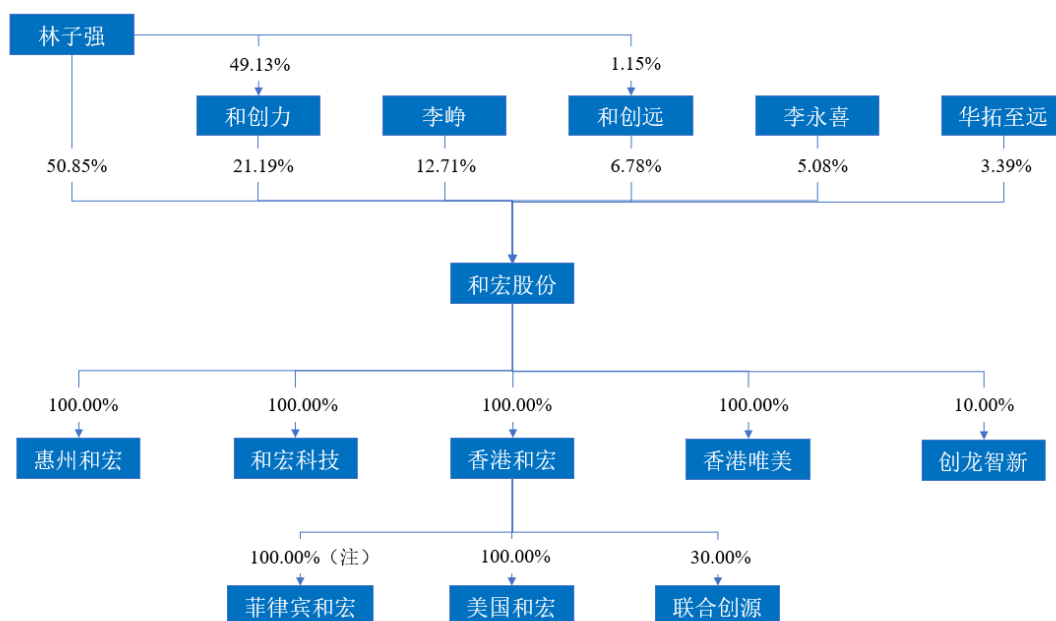 林子强
49.13%
1.15%
和创力
李峥
和创远
李永喜
华拓至远
50.85%
21.19%
12.71%
6.78%
5.08%
3.39%
和宏股份
100.00%
100.00%
100.00%
100.00%
10.00%
惠州和宏
和宏科技
香港和宏
香港唯美
创龙智新
100.00%（注）
100.00%
30.00%
菲律宾和宏
美国和宏
联合创源